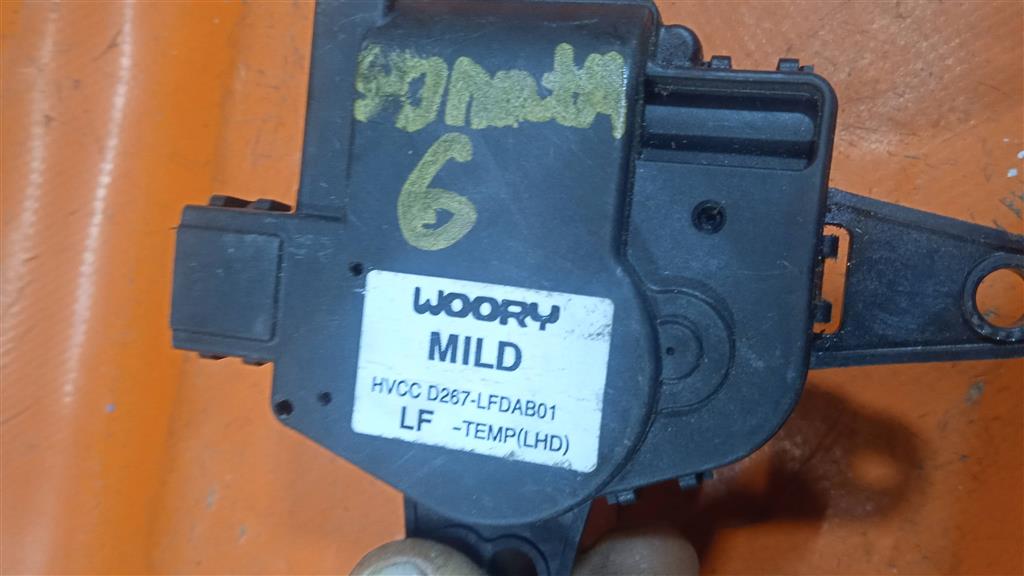 6
WOORY
MILD
HVCC D267-LFDAB01
LF -TEMP(LHD)